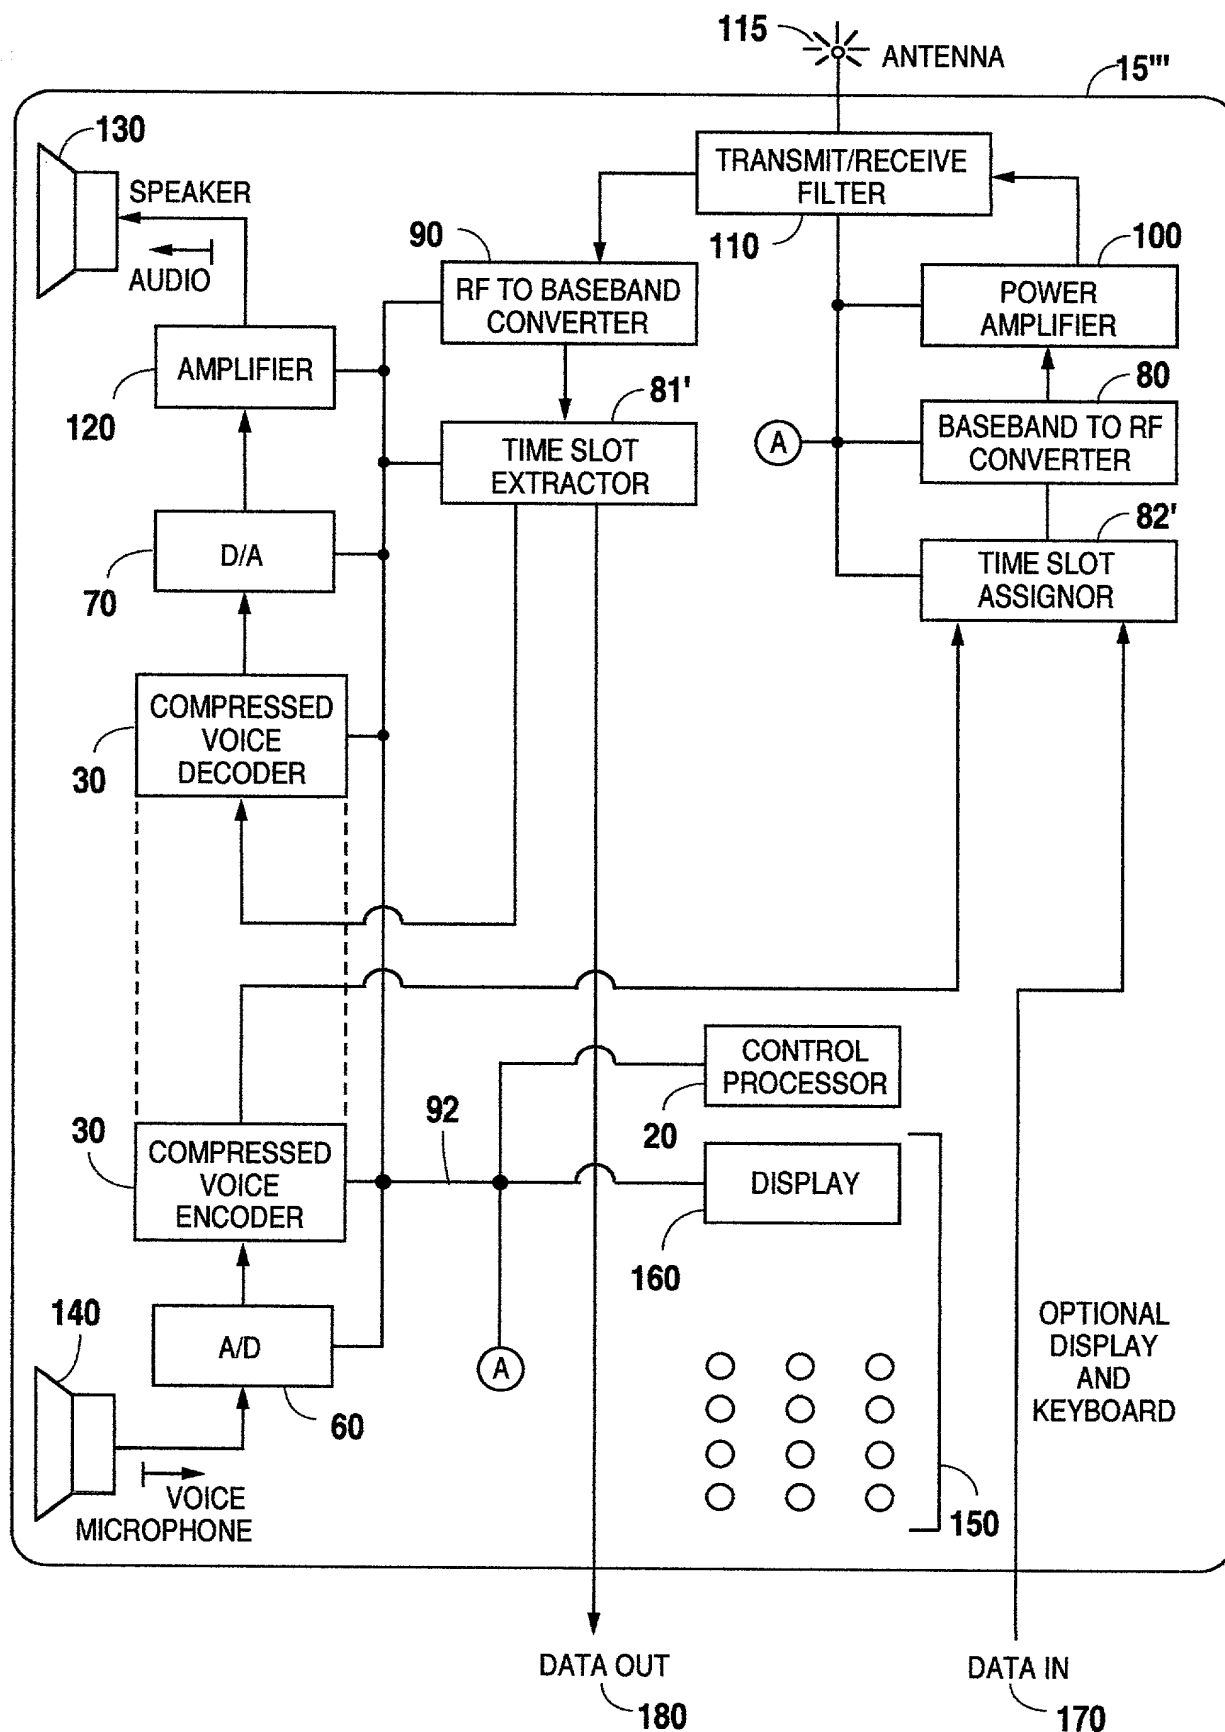 115
ANTENNA
15'''
130
SPEAKER
AUDIO
TRANSMIT/RECEIVE
FILTER
110
90
RF TO BASEBAND
CONVERTER
100
POWER
AMPLIFIER
AMPLIFIER
120
81'
TIME SLOT
EXTRACTOR
80
BASEBAND TO RF
CONVERTER
A
82'
TIME SLOT
ASSIGNOR
D/A
70
COMPRESSED
VOICE
DECODER
30
CONTROL
PROCESSOR
20
92
30
COMPRESSED
VOICE
ENCODER
DISPLAY
160
140
A/D
60
A
OPTIONAL
DISPLAY
AND
KEYBOARD
150
VOICE
MICROPHONE
DATA OUT
180
DATA IN
170